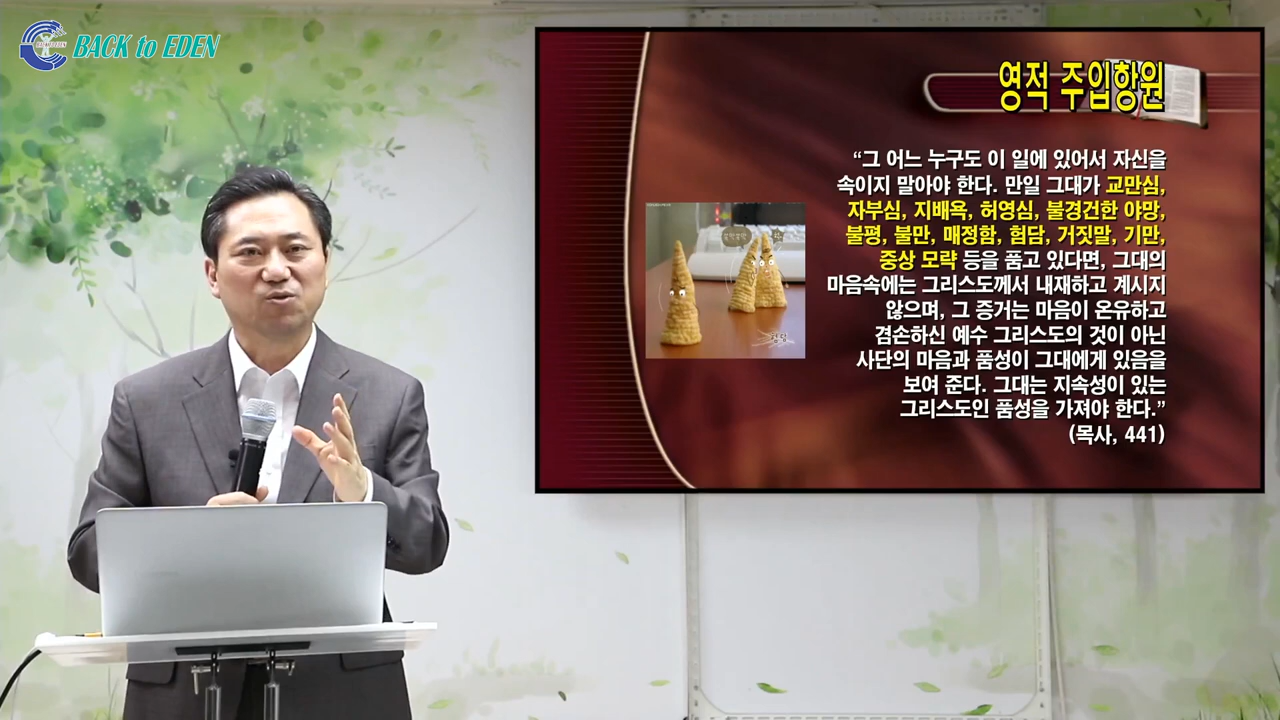 BACK to EDEN
영적 주입항원
“그 어느 누구도 이 일에 있어서 자신을
속이지 말아야 한다. 만일 그대가 교만심,
자부심, 지배욕, 허영심, 불경건한 야망,
불평, 불만, 매정함, 험담, 거짓말, 기만,
중상 모략 등을 품고 있다면, 그대의
마음속에는 그리스도께서 내재하고 계시지
않으며, 그 증거는 마음이 온유하고
겸손하신 예수 그리스도의 것이 아닌
사단의 마음과 품성이 그대에게 있음을
보여 준다. 그대는 지속성이 있는
그리스도인 품성을 가져야 한다.”
(목사, 441)